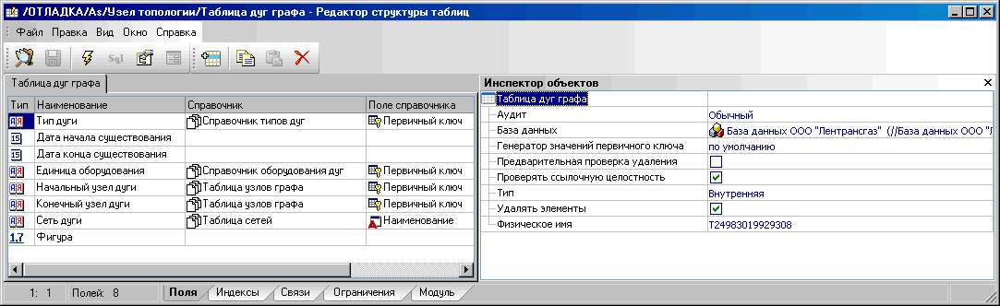 /ОТЛАДКА/As/Узел топологии/Таблица дуг графа - Редактор структуры таблиц
Файл Правка Вид Окно Справка
Sql
Таблица дуг графа
Тип Наименование Справочник Поле справочника
АЯ Тип дуги Справочник типов дуг Первичный ключ
15 Дата начала существования
15 Дата конца существования
АЯ Единица оборудования Справочник оборудования дуг Первичный ключ
АЯ Начальный узел дуги Таблица узлов графа Первичный ключ
АЯ Конечный узел дуги Таблица узлов графа Первичный ключ
АЯ Сеть дуги Таблица сетей Наименование
1,7 Фигура
Инспектор объектов
Таблица дуг графа
Аудит Обычный
База данных База данных ООО "Лентрансгаз" (//База данных ООО "Л
Генератор значений первичного ключа по умолчанию
Предварительная проверка удаления
Проверять ссылочную целостность
Тип Внутренняя
Удалять элементы
Физическое имя T24983019929308
1: 1 Полей: 8 Поля Индексы Связи Ограничения Модуль